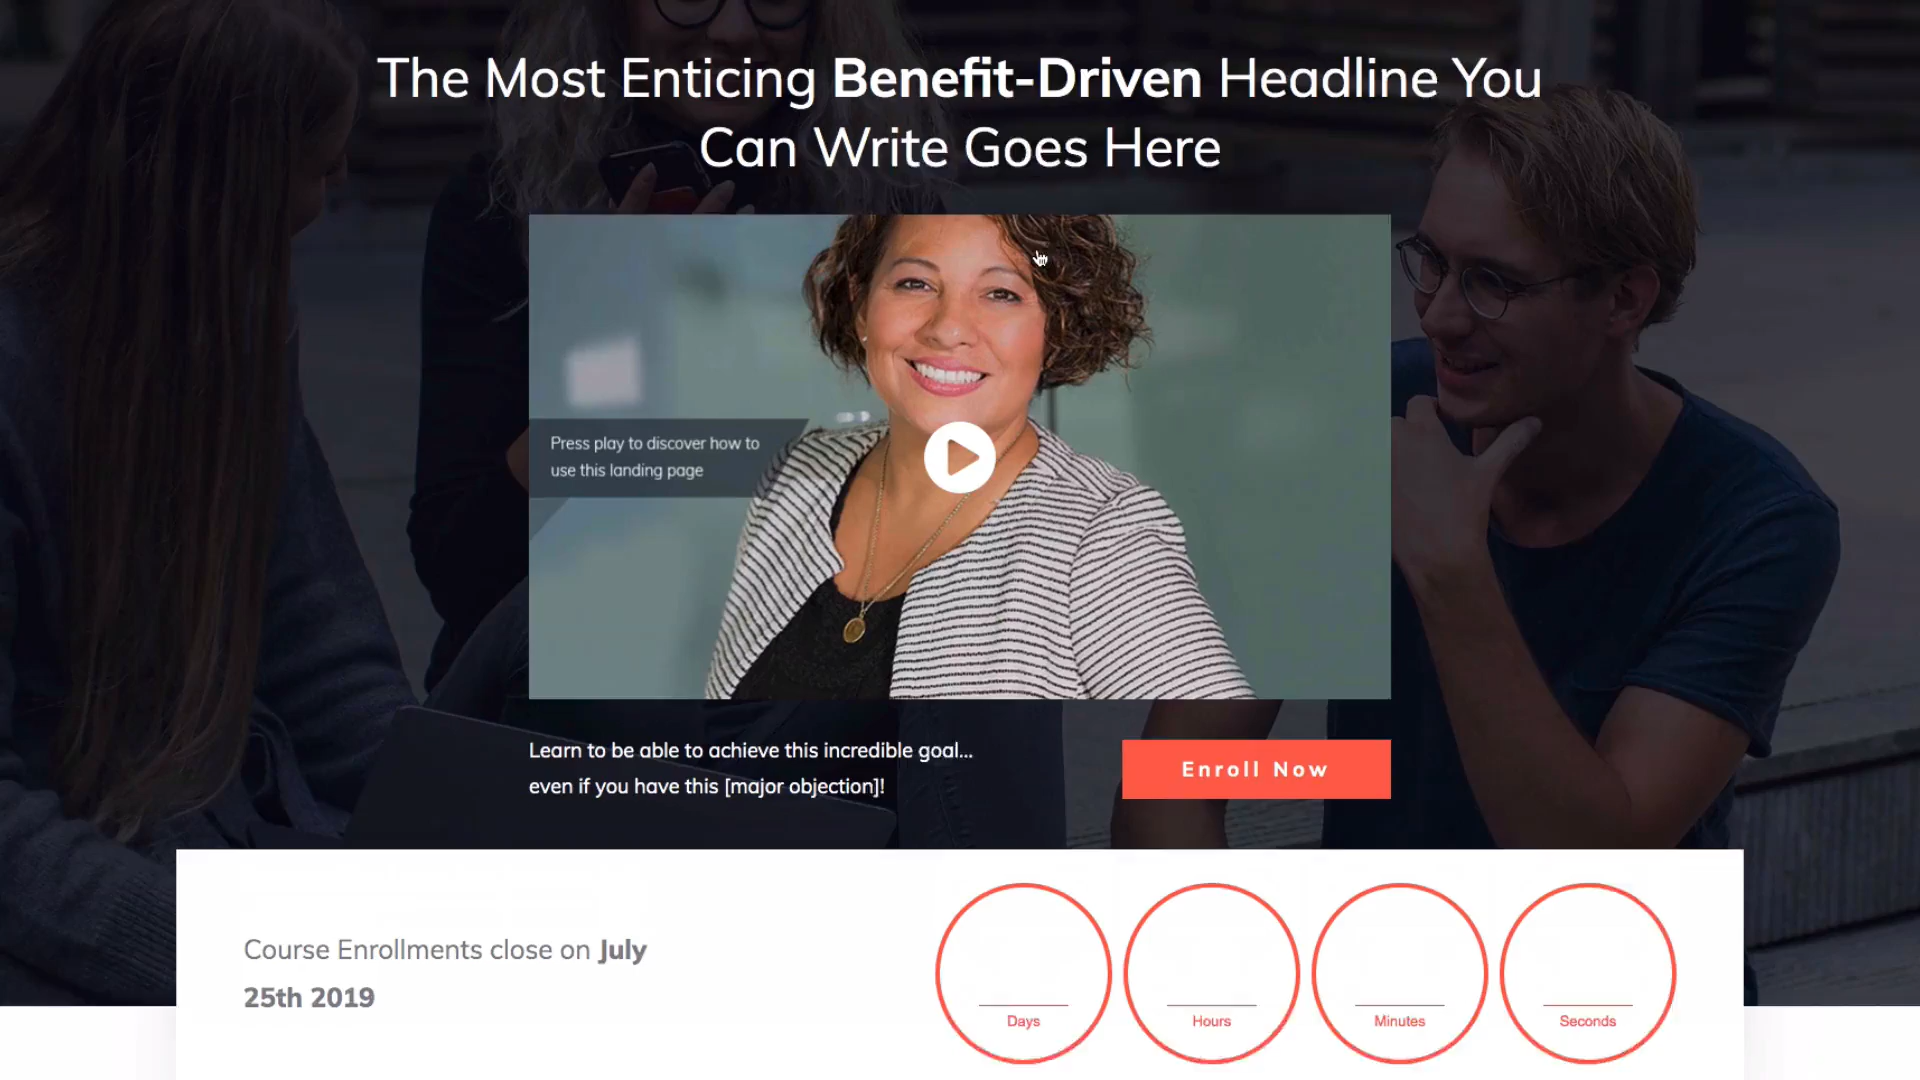 The Most Enticing Benefit-Driven Headline You
Can Write Goes Here
Press play to discover how to
use this landing page
Learn to be able to achieve this incredible goal...
even if you have this [major objection]!
Enroll Now
Course Enrollments close on July
25th 2019
Days
Hours
Minutes
Seconds